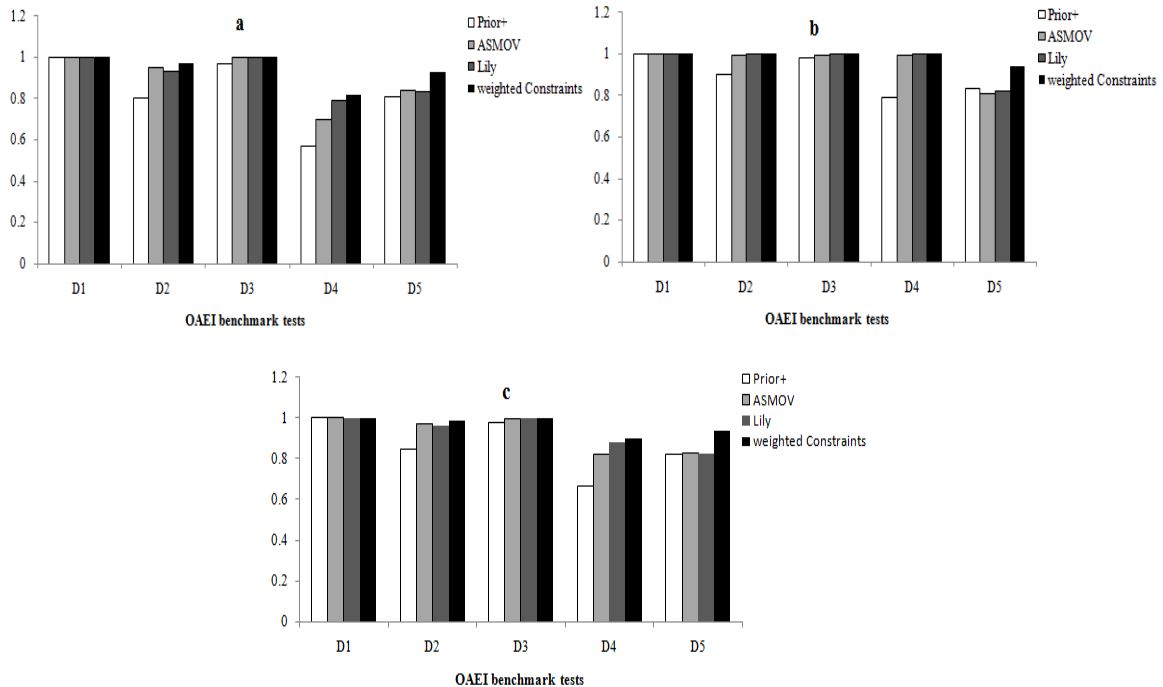 a
1.2
1
0.8
0.6
0.4
0.2
0
D1 D2 D3 D4 D5
OAEI benchmark tests
Prior+
ASMOV
Lily
weighted Constraints
b
1.2
1
0.8
0.6
0.4
0.2
0
D1 D2 D3 D4 D5
OAEI benchmark tests
Prior+
ASMOV
Lily
weighted Constraints
c
1.2
1
0.8
0.6
0.4
0.2
0
D1 D2 D3 D4 D5
OAEI benchmark tests
Prior+
ASMOV
Lily
weighted Constraints